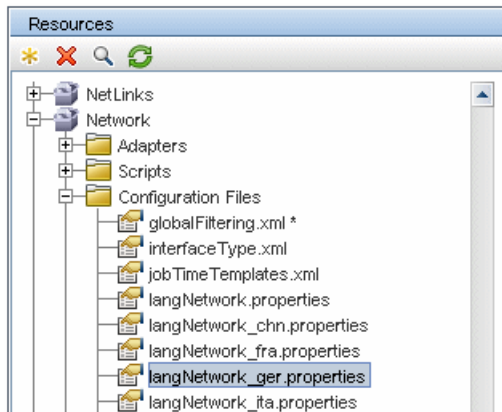 Resources
NetLinks
Network
Adapters
Scripts
Configuration Files
globalFiltering.xml *
interfaceType.xml
jobTimeTemplates.xml
langNetwork.properties
langNetwork_chn.properties
langNetwork_fra.properties
langNetwork_ger.properties
langNetwork_ita.properties